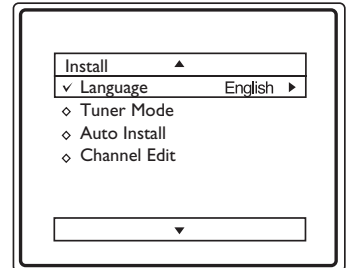 Install
Language English
Tuner Mode
Auto Install
Channel Edit